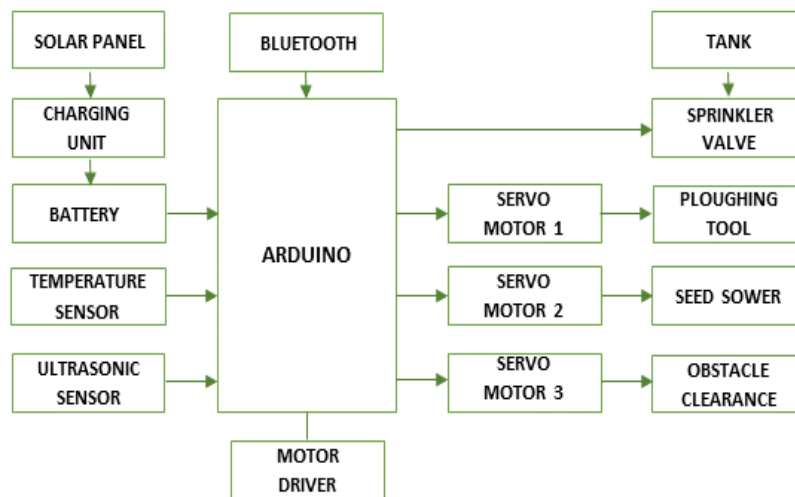 SOLAR PANEL
BLUETOOTH
TANK
CHARGING
UNIT
SPRINKLER
VALVE
BATTERY
SERVO
MOTOR 1
PLOUGHING
TOOL
ARDUINO
TEMPERATURE
SENSOR
SERVO
MOTOR 2
SEED SOWER
ULTRASONIC
SENSOR
SERVO
MOTOR 3
OBSTACLE
CLEARANCE
MOTOR
DRIVER